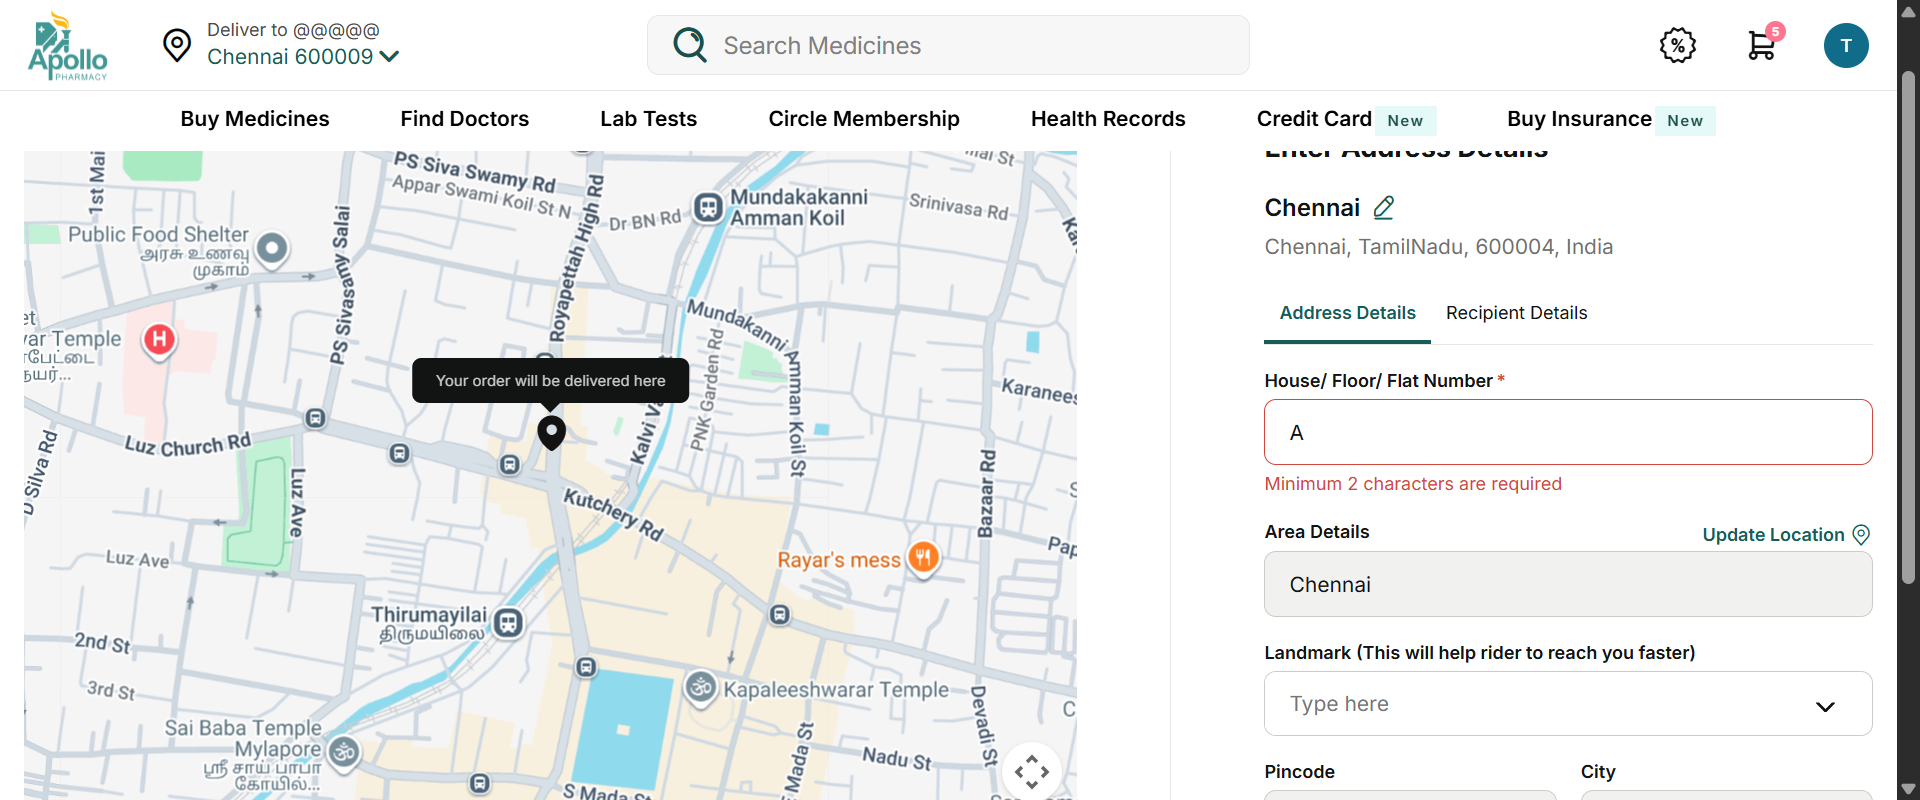 Apollo
PHARMACY
Deliver to @@@@@
Chennai 600009
Search Medicines
5
T
Buy Medicines
Find Doctors
Lab Tests
Circle Membership
Health Records
Credit Card New
Buy Insurance New
1st Mai
PS Siva Swamy Rd
Appar Swami Koil St N
Royapettah High Rd
Dr BN Rd
Mundakakanni
Amman Koil
Srinivasa Rd
Public Food Shelter
அரசு உணவு
முகாம்
PS Sivasamy Salai
Mundakanni Amman Koil St
PNK Garden Rd
H
Temple
Your order will be delivered here
Luz Church Rd
D Silva Rd
Luz Ave
Luz Ave
Kutchery Rd
Bazaar Rd
Rayar's mess
Thirumayilai
திருமயிலை
2nd St
3rd St
Kapaleeshwarar Temple
Devadi St
Sai Baba Temple
Mylapore
ஸ்ரீ சாய் பாபா
கோயில்...
Nadu St
Mada St
S Mada St
Enter Address Details
Chennai
Chennai, TamilNadu, 600004, India
Address Details
Recipient Details
House/ Floor/ Flat Number *
A
Minimum 2 characters are required
Area Details
Update Location
Chennai
Landmark (This will help rider to reach you faster)
Type here
Pincode
City